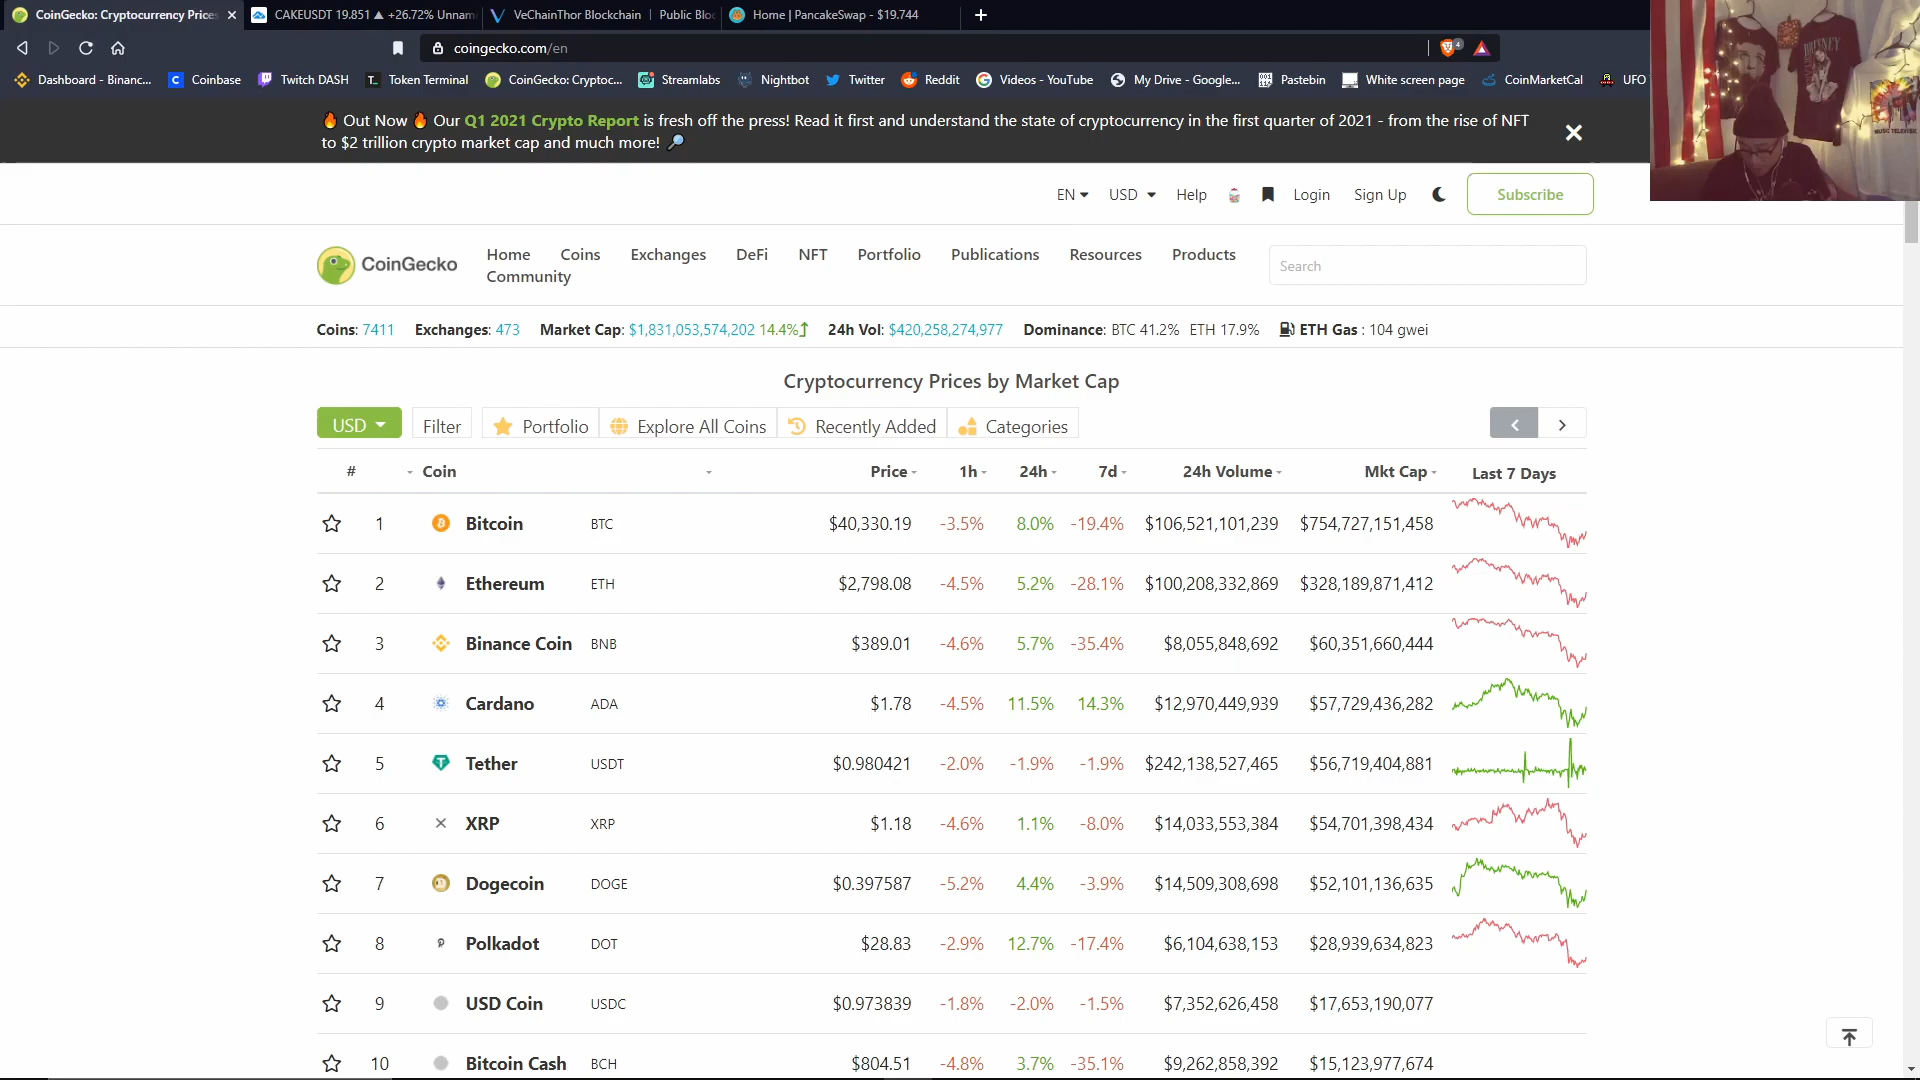 CoinGecko: Cryptocurrency Prices
CAKEUSDT 19.851 ▲ +26.72% Unnam
VeChainThor Blockchain | Public Bloc
Home | PancakeSwap - $19.744
coingecko.com/en
4
Dashboard - Binanc...
Coinbase
Twitch DASH
Token Terminal
CoinGecko: Cryptoc...
Streamlabs
Nightbot
Twitter
Reddit
Videos - YouTube
My Drive - Google...
Pastebin
White screen page
CoinMarketCal
UFO
🔥 Out Now 🔥 Our Q1 2021 Crypto Report is fresh off the press! Read it first and understand the state of cryptocurrency in the first quarter of 2021 - from the rise of NFT
to $2 trillion crypto market cap and much more! 🔎
EN USD Help Login Sign Up Subscribe
CoinGecko
Home Coins Exchanges DeFi NFT Portfolio Publications Resources Products
Community
Search
Coins: 7411 Exchanges: 473 Market Cap: $1,831,053,574,202 14.4% 24h Vol: $420,258,274,977 Dominance: BTC 41.2% ETH 17.9% ETH Gas : 104 gwei
Cryptocurrency Prices by Market Cap
USD Filter Portfolio Explore All Coins Recently Added Categories
# Coin Price 1h 24h 7d 24h Volume Mkt Cap Last 7 Days
1 Bitcoin BTC $40,330.19 -3.5% 8.0% -19.4% $106,521,101,239 $754,727,151,458
2 Ethereum ETH $2,798.08 -4.5% 5.2% -28.1% $100,208,332,869 $328,189,871,412
3 Binance Coin BNB $389.01 -4.6% 5.7% -35.4% $8,055,848,692 $60,351,660,444
4 Cardano ADA $1.78 -4.5% 11.5% 14.3% $12,970,449,939 $57,729,436,282
5 Tether USDT $0.980421 -2.0% -1.9% -1.9% $242,138,527,465 $56,719,404,881
6 XRP XRP $1.18 -4.6% 1.1% -8.0% $14,033,553,384 $54,701,398,434
7 Dogecoin DOGE $0.397587 -5.2% 4.4% -3.9% $14,509,308,698 $52,101,136,635
8 Polkadot DOT $28.83 -2.9% 12.7% -17.4% $6,104,638,153 $28,939,634,823
9 USD Coin USDC $0.973839 -1.8% -2.0% -1.5% $7,352,626,458 $17,653,190,077
10 Bitcoin Cash BCH $804.51 -4.8% 3.7% -35.1% $9,262,858,392 $15,123,977,674